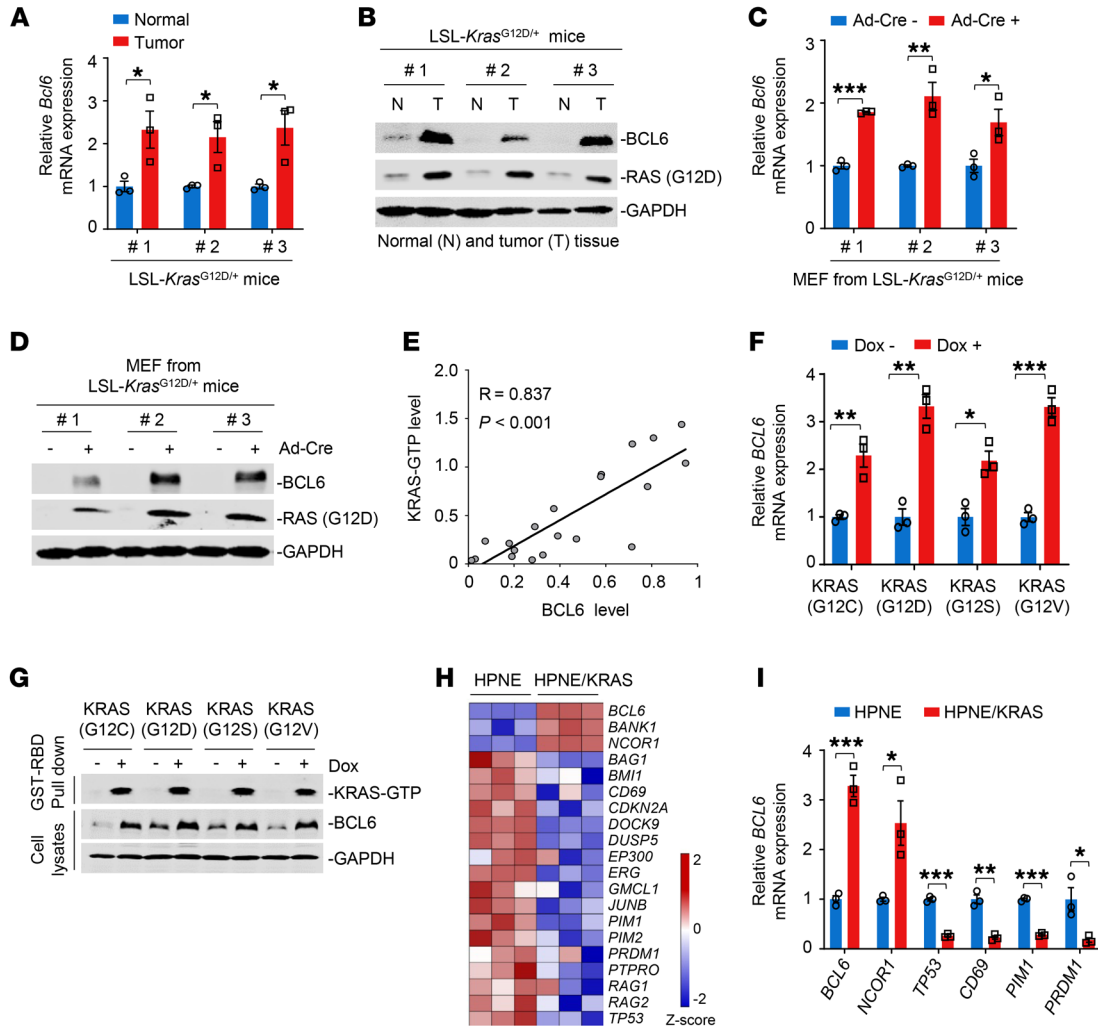 A
Normal
Tumor
Relative Bcl6
mRNA expression
4
3
2
1
0
*
*
*
# 1
# 2
# 3
LSL-KrasG12D/+ mice
B
LSL-KrasG12D/+ mice
# 1
# 2
# 3
N T N T N T
-BCL6
-RAS (G12D)
-GAPDH
Normal (N) and tumor (T) tissue
C
Ad-Cre -
Ad-Cre +
Relative Bcl6
mRNA expression
3
2
1
0
***
**
*
# 1
# 2
# 3
MEF from LSL-KrasG12D/+ mice
D
MEF from
LSL-KrasG12D/+ mice
# 1
# 2
# 3
- + - + - + Ad-Cre
-BCL6
-RAS (G12D)
-GAPDH
E
KRAS-GTP level
2.0
1.5
1.0
0.5
0
R = 0.837
P < 0.001
0 0.2 0.4 0.6 0.8 1
BCL6 level
F
Dox -
Dox +
Relative BCL6
mRNA expression
4
3
2
1
0
**
**
*
***
KRAS
(G12C)
KRAS
(G12D)
KRAS
(G12S)
KRAS
(G12V)
G
KRAS
(G12C)
KRAS
(G12D)
KRAS
(G12S)
KRAS
(G12V)
- + - + - + - + Dox
GST-RBD
Pull down
-KRAS-GTP
Cell
lysates
-BCL6
-GAPDH
H
HPNE
HPNE/KRAS
BCL6
BANK1
NCOR1
BAG1
BMI1
CD69
CDKN2A
DOCK9
DUSP5
EP300
ERG
GMCL1
JUNB
PIM1
PIM2
PRDM1
PTPRO
RAG1
RAG2
TP53
2
0
-2
Z-score
I
HPNE
HPNE/KRAS
Relative BCL6
mRNA expression
4
3
2
1
0
***
*
***
**
***
*
BCL6
NCOR1
TP53
CD69
PIM1
PRDM1